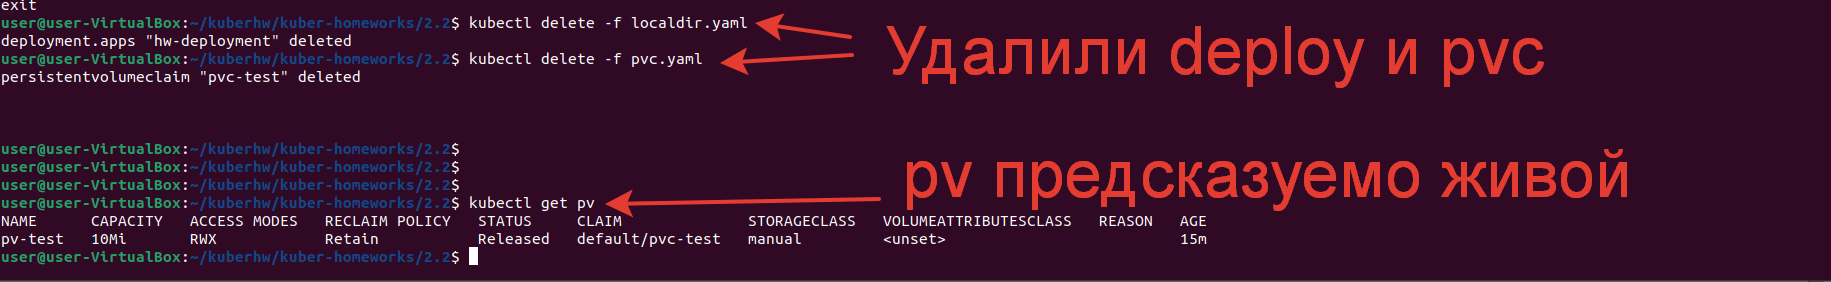 exit
user@user-VirtualBox:~/kuberhw/kuber-homeworks/2.2$ kubectl delete -f localdir.yaml
deployment.apps "hw-deployment" deleted
user@user-VirtualBox:~/kuberhw/kuber-homeworks/2.2$ kubectl delete -f pvc.yaml
persistentvolumeclaim "pvc-test" deleted
Удалили deploy и pvc
user@user-VirtualBox:~/kuberhw/kuber-homeworks/2.2$
user@user-VirtualBox:~/kuberhw/kuber-homeworks/2.2$
user@user-VirtualBox:~/kuberhw/kuber-homeworks/2.2$
pv предсказуемо живой
user@user-VirtualBox:~/kuberhw/kuber-homeworks/2.2$ kubectl get pv
NAME CAPACITY ACCESS MODES RECLAIM POLICY STATUS CLAIM STORAGECLASS VOLUMEATTRIBUTESCLASS REASON AGE
pv-test 10Mi RWX Retain Released default/pvc-test manual <unset> 15m
user@user-VirtualBox:~/kuberhw/kuber-homeworks/2.2$